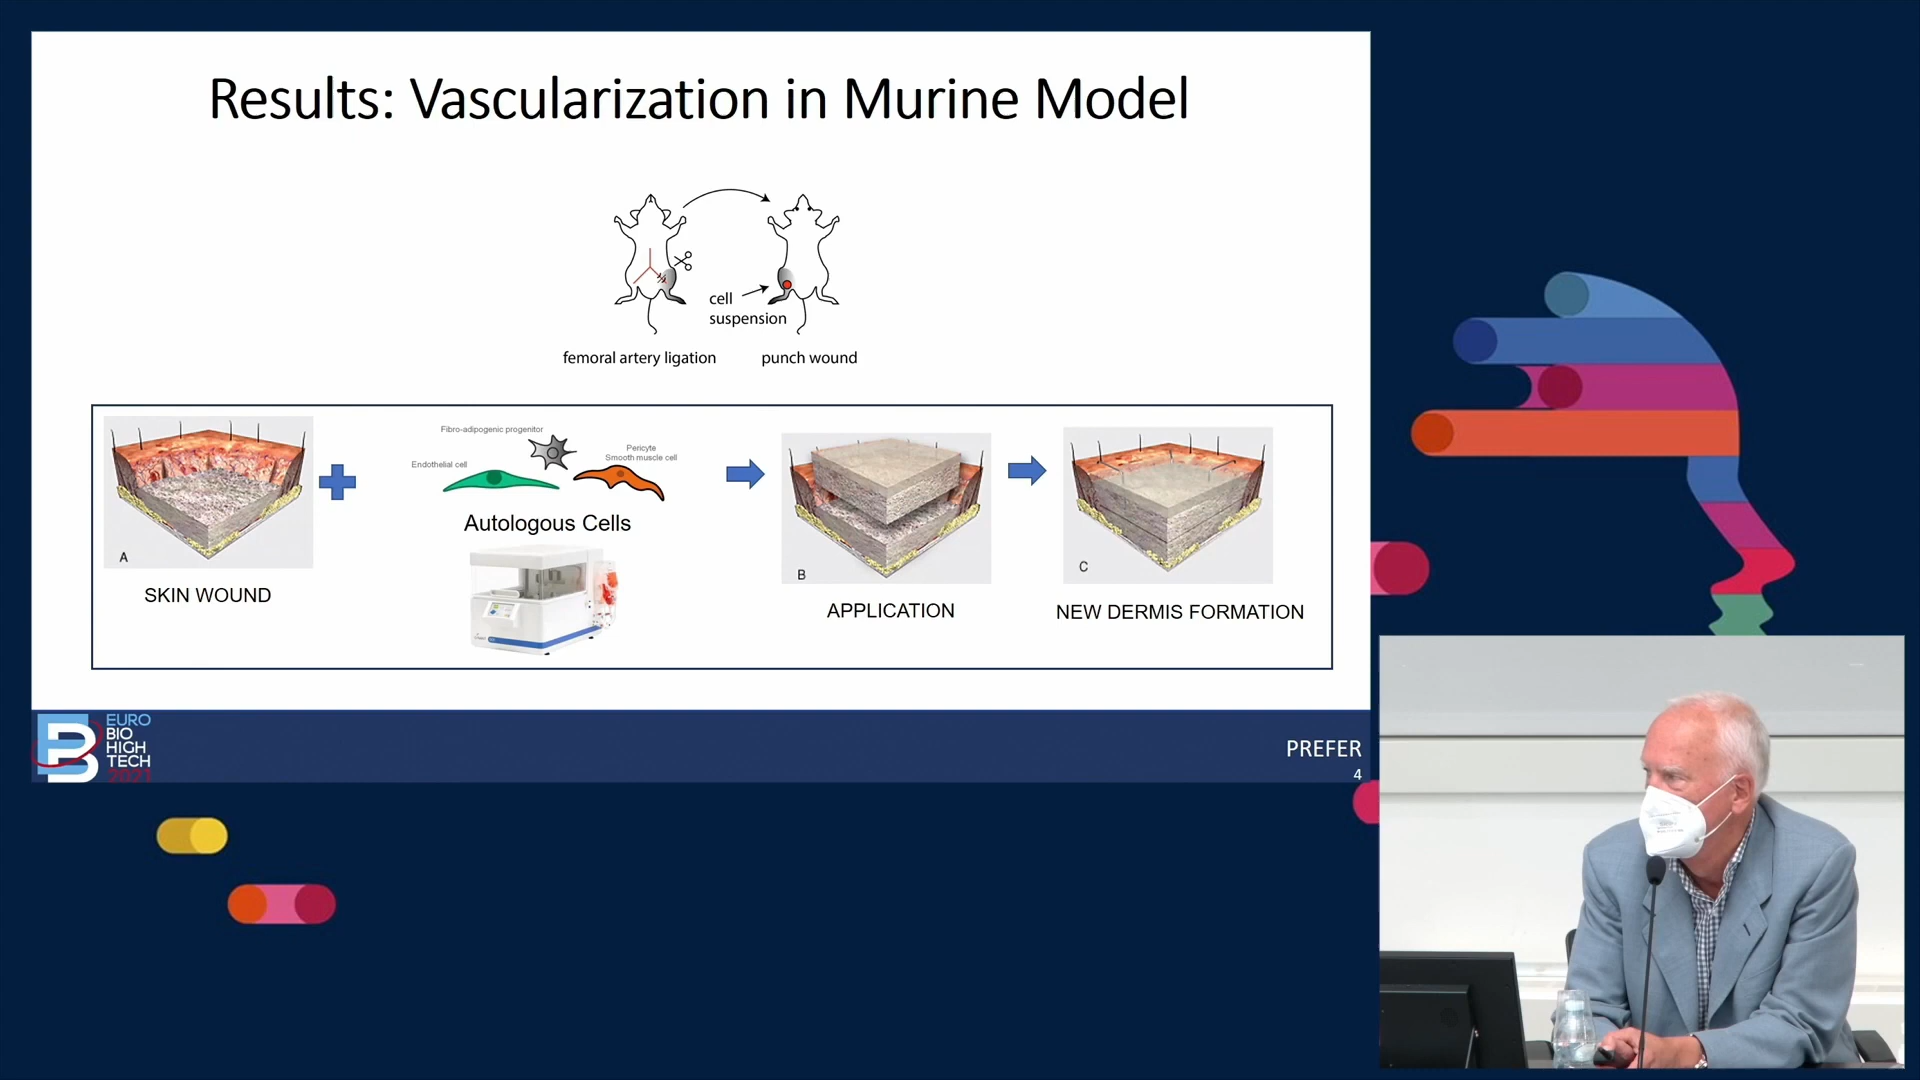 Results: Vascularization in Murine Model
cell
suspension
femoral artery ligation
punch wound
Fibro-adipogenic progenitor
Pericyte
Smooth muscle cell
Endothelial cell
Autologous Cells
A
B
C
SKIN WOUND
APPLICATION
NEW DERMIS FORMATION
EURO
BIO
HIGH
TECH
2021
PREFER
4